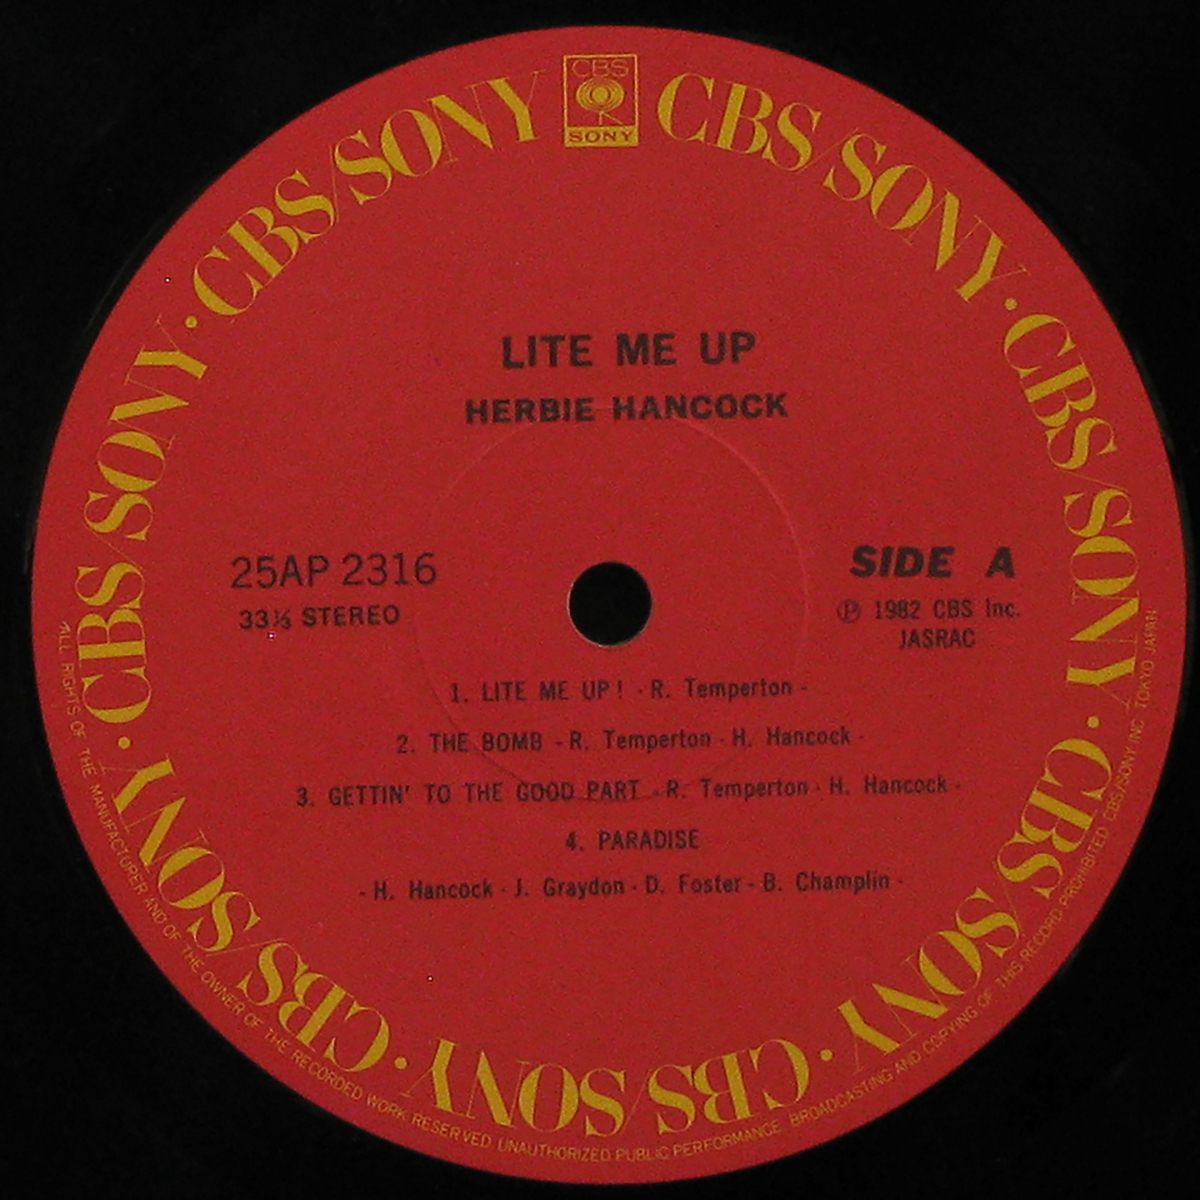 CBS
SONY
CBS/SONY · CBS/SONY · CBS/SONY · CBS/SONY · CBS/SONY · CBS/SONY · CBS/SONY
LITE ME UP
HERBIE HANCOCK
25AP 2316
33⅓ STEREO
SIDE A
Ⓟ 1982 CBS Inc.
JASRAC
1. LITE ME UP! - R. Temperton -
2. THE BOMB - R. Temperton - H. Hancock -
3. GETTIN' TO THE GOOD PART - R. Temperton - H. Hancock -
4. PARADISE
- H. Hancock - J. Graydon - D. Foster - B. Champlin -
ALL RIGHTS OF THE MANUFACTURER AND OF THE OWNER OF THE RECORDED WORK RESERVED UNAUTHORIZED PUBLIC PERFORMANCE BROADCASTING AND COPYING OF THIS RECORD PROHIBITED CBS/SONY INC TOKYO JAPAN